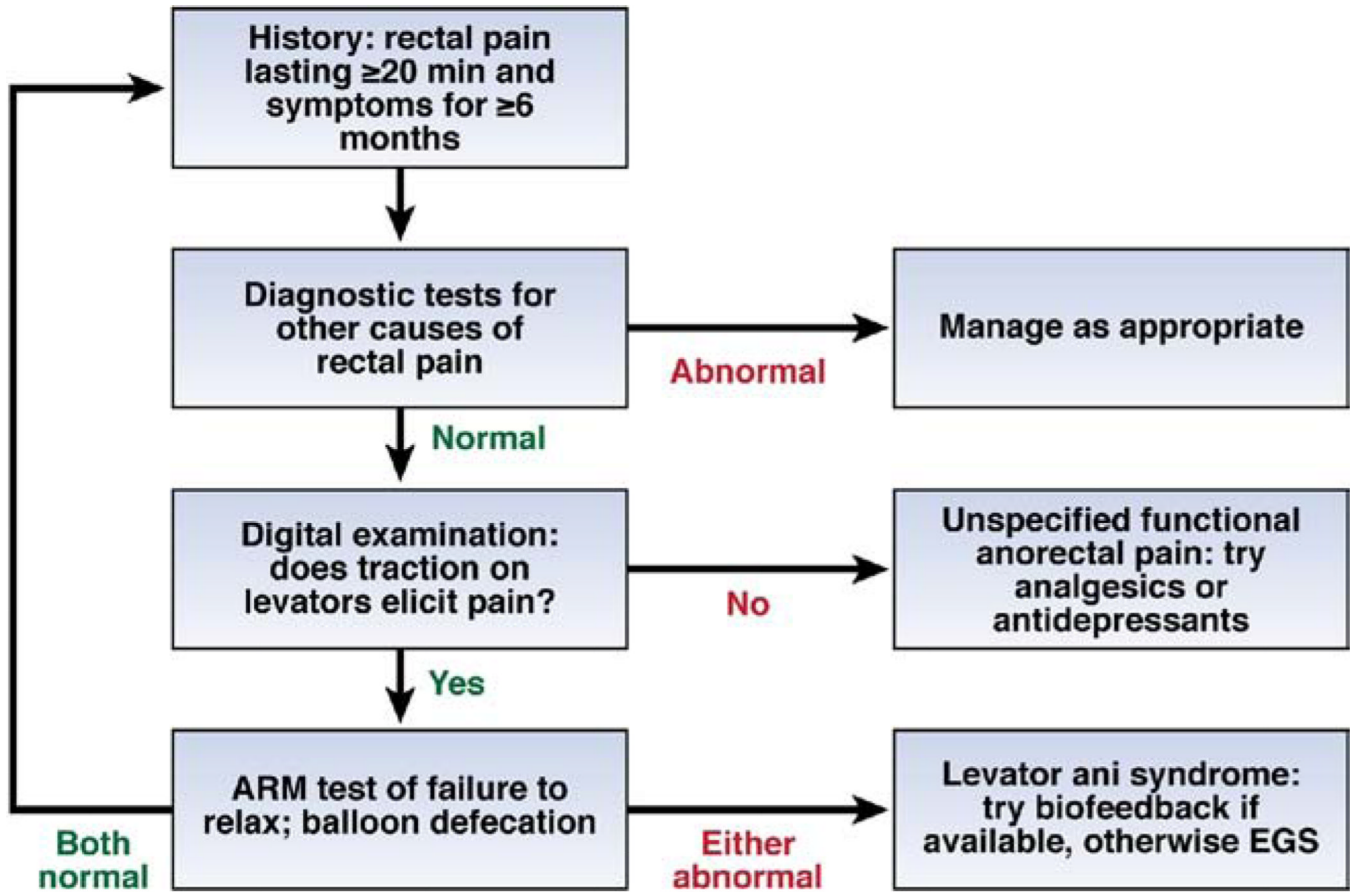 History: rectal pain
lasting ≥20 min and
symptoms for ≥6
months
Diagnostic tests for
other causes of
rectal pain
Abnormal
Manage as appropriate
Normal
Digital examination:
does traction on
levators elicit pain?
No
Unspecified functional
anorectal pain: try
analgesics or
antidepressants
Yes
ARM test of failure to
relax; balloon defecation
Both
normal
Either
abnormal
Levator ani syndrome:
try biofeedback if
available, otherwise EGS